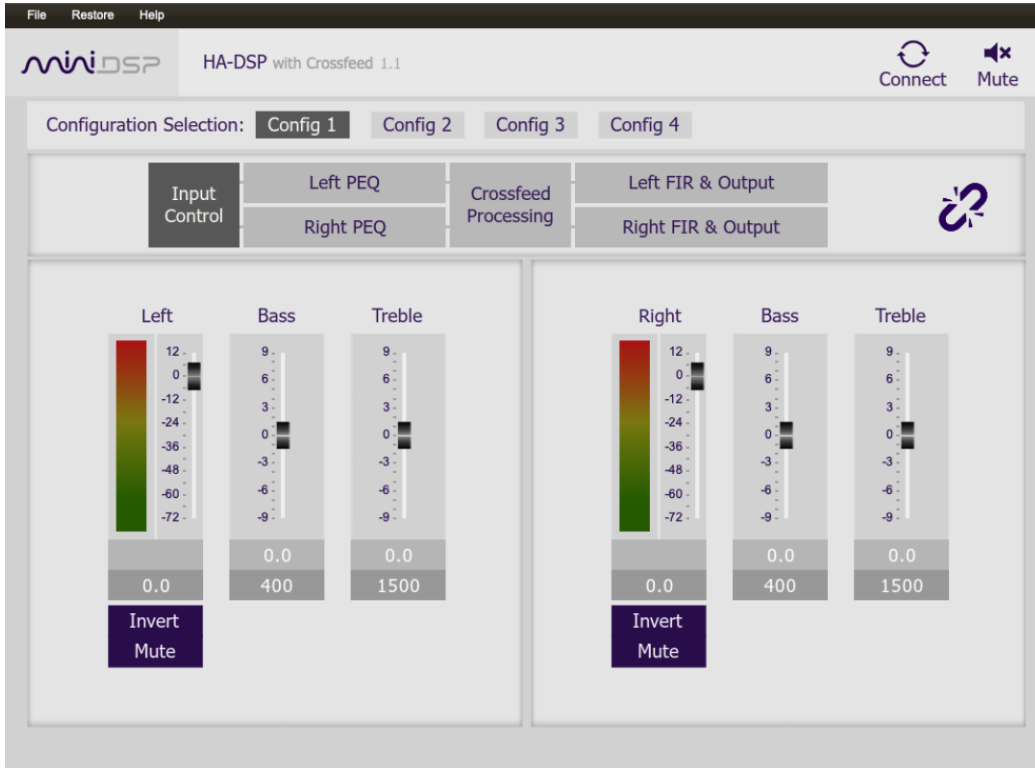 File Restore Help
miniDSP HA-DSP with Crossfeed 1.1
Connect Mute
Configuration Selection: Config 1 Config 2 Config 3 Config 4
Input Control
Left PEQ
Right PEQ
Crossfeed Processing
Left FIR & Output
Right FIR & Output
Left Bass Treble
12 9 9
0 6 6
-12 3 3
-24 0 0
-36 -3 -3
-48 -6 -6
-60 -9 -9
-72
0.0 0.0
0.0 400 1500
Invert
Mute
Right Bass Treble
12 9 9
0 6 6
-12 3 3
-24 0 0
-36 -3 -3
-48 -6 -6
-60 -9 -9
-72
0.0 0.0
0.0 400 1500
Invert
Mute